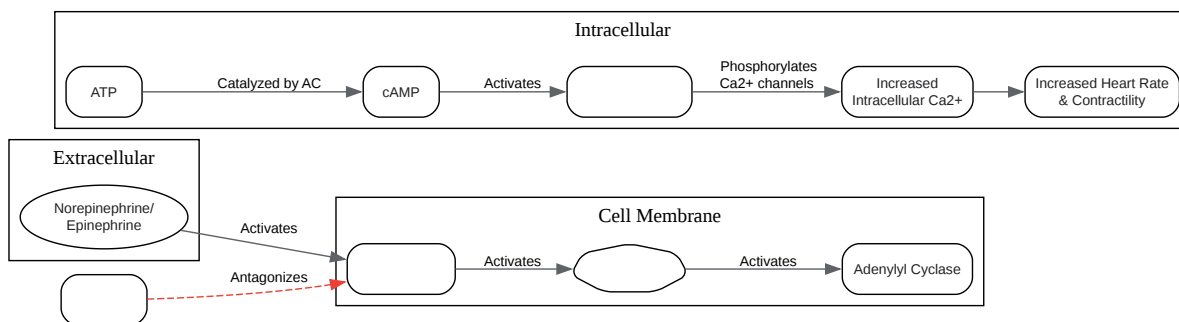 Intracellular
ATP
Catalyzed by AC
cAMP
Activates
Phosphorylates
Ca2+ channels
Increased
Intracellular Ca2+
Increased Heart Rate
& Contractility
Extracellular
Norepinephrine/
Epinephrine
Activates
Antagonizes
Cell Membrane
Activates
Activates
Adenylyl Cyclase